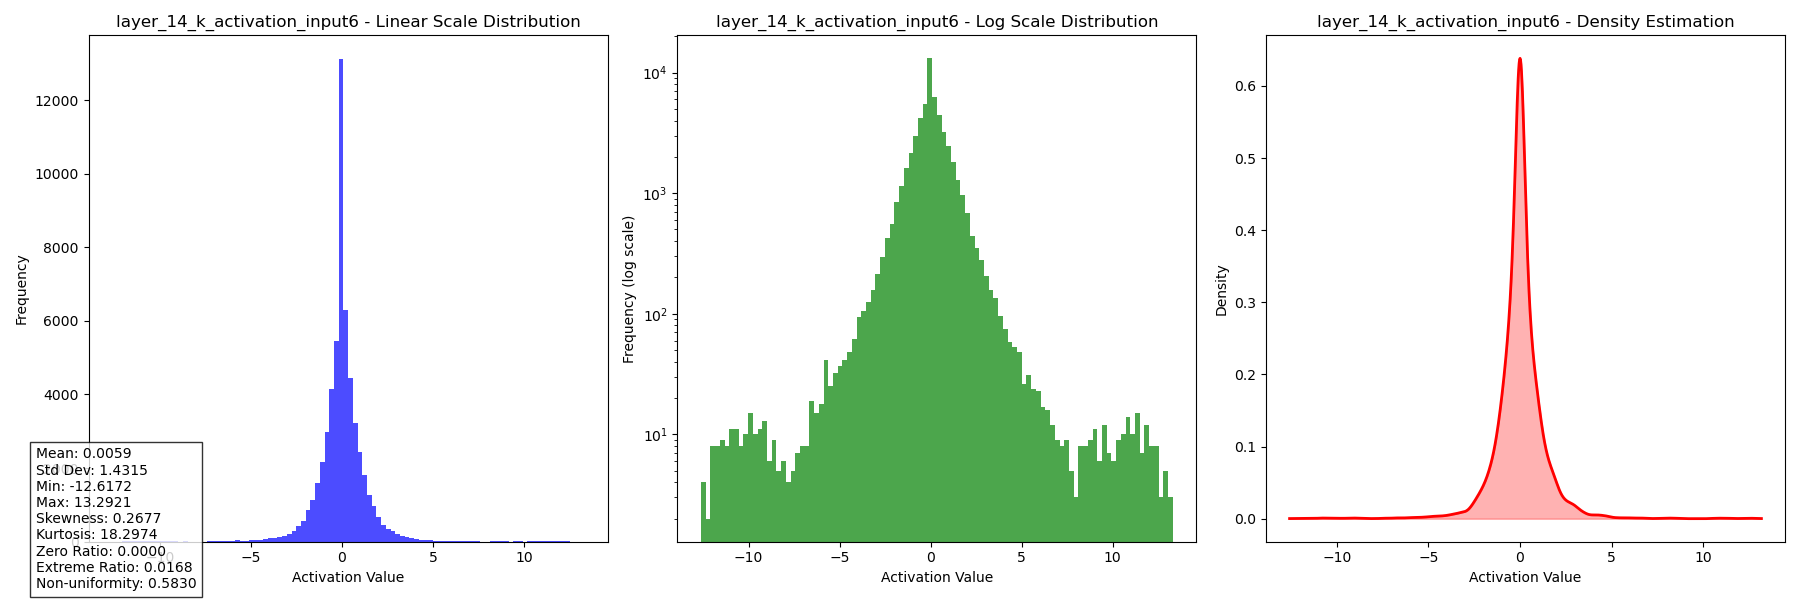 layer_14_k_activation_input6 - Linear Scale Distribution
12000
10000
8000
6000
4000
Frequency
Mean: 0.0059
Std Dev: 1.4315
Min: -12.6172
Max: 13.2921
Skewness: 0.2677
Kurtosis: 18.2974
Zero Ratio: 0.0000
Extreme Ratio: 0.0168
Non-uniformity: 0.5830
−5 0 5 10
Activation Value
layer_14_k_activation_input6 - Log Scale Distribution
10⁴
10³
10²
10¹
Frequency (log scale)
−10 −5 0 5 10
Activation Value
layer_14_k_activation_input6 - Density Estimation
0.6
0.5
0.4
0.3
0.2
0.1
0.0
Density
−10 −5 0 5 10
Activation Value